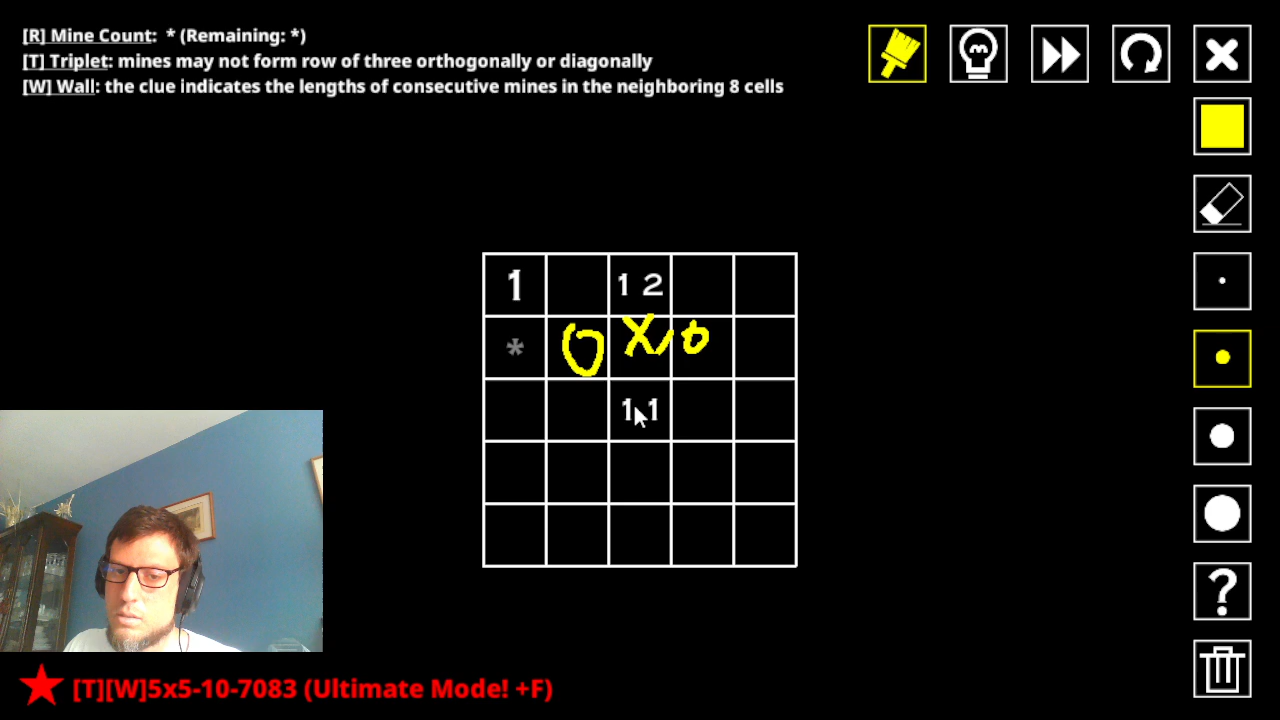 [R] Mine Count: * (Remaining: *)
[T] Triplet: mines may not form row of three orthogonally or diagonally
[W] Wall: the clue indicates the lengths of consecutive mines in the neighboring 8 cells
1 1 2
* O X, o
1 1
?
[T][W]5x5-10-7083 (Ultimate Mode! +F)